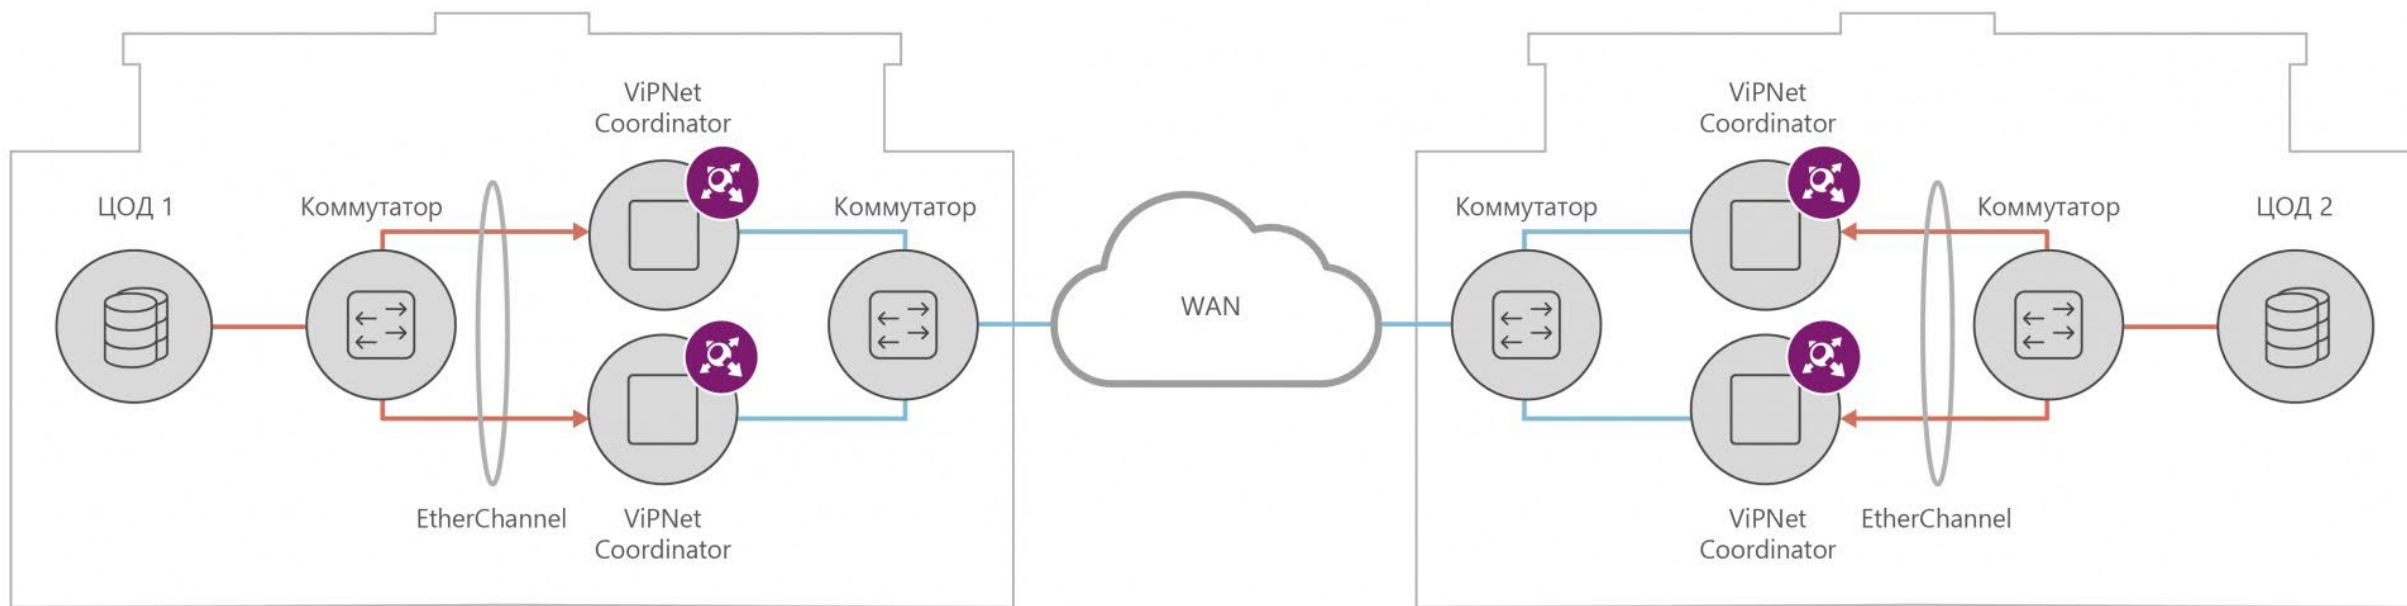 ViPNet
Coordinator
ЦОД 1
Коммутатор
Коммутатор
EtherChannel
ViPNet
Coordinator
WAN
ViPNet
Coordinator
Коммутатор
Коммутатор
ЦОД 2
ViPNet
Coordinator
EtherChannel